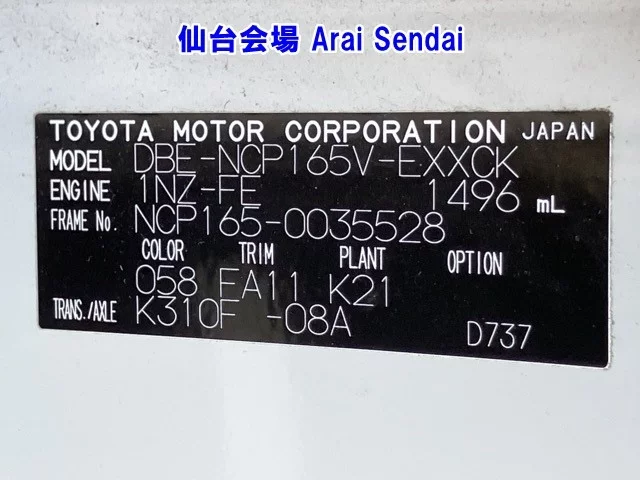 仙台会場 Arai Sendai
TOYOTA MOTOR CORPORATION JAPAN
MODEL DBE-NCP165V-EXXCK
ENGINE 1NZ-FE 1496 mL
FRAME No. NCP165-0035528
COLOR TRIM PLANT OPTION
058 FA11 K21
TRANS./AXLE K310F -08A
D737